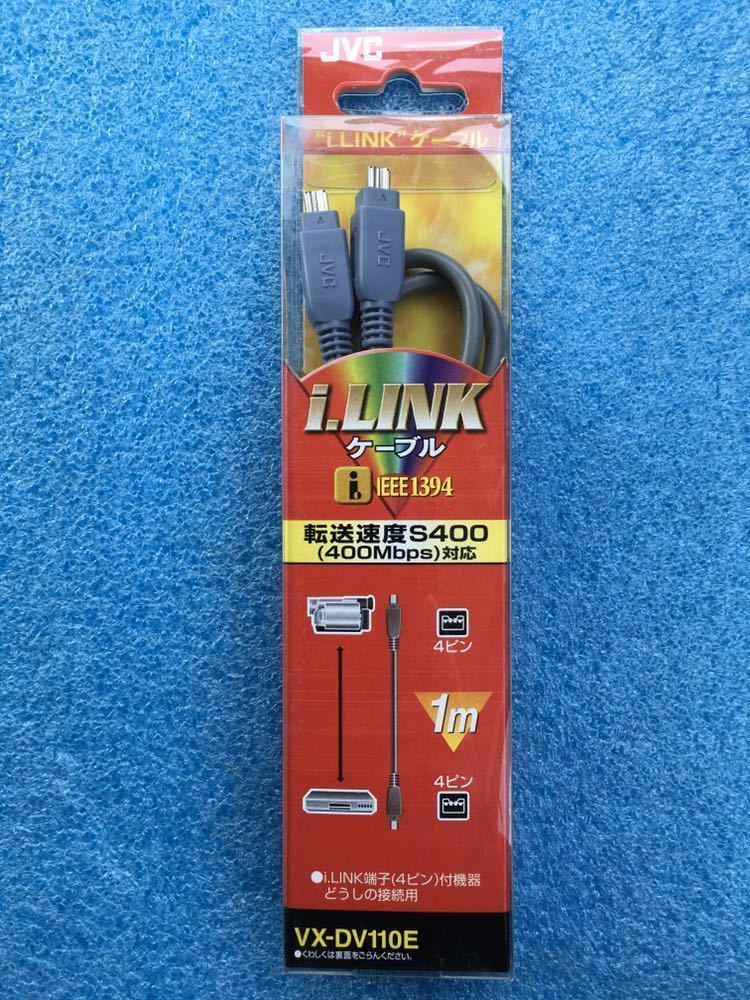 JVC
"i.LINK"ケーブル
JVC
JVC
i.LINK
ケーブル
i IEEE1394
転送速度S400
(400Mbps)対応
4ピン
1m
4ピン
●i.LINK端子(4ピン)付機器
どうしの接続用
VX-DV110E
●くわしくは裏面をごらんください。